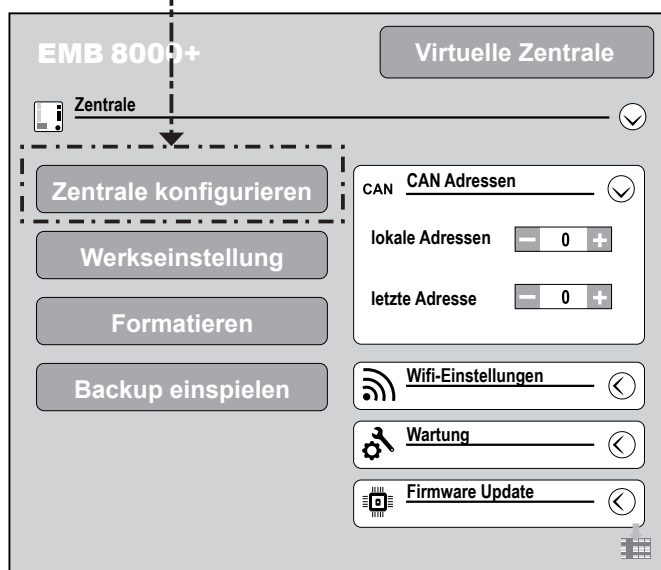 EMB 8000+
Virtuelle Zentrale
Zentrale
Zentrale konfigurieren
Werkseinstellung
Formatieren
Backup einspielen
CAN CAN Adressen
lokale Adressen − 0 +
letzte Adresse − 0 +
Wifi-Einstellungen
Wartung
Firmware Update